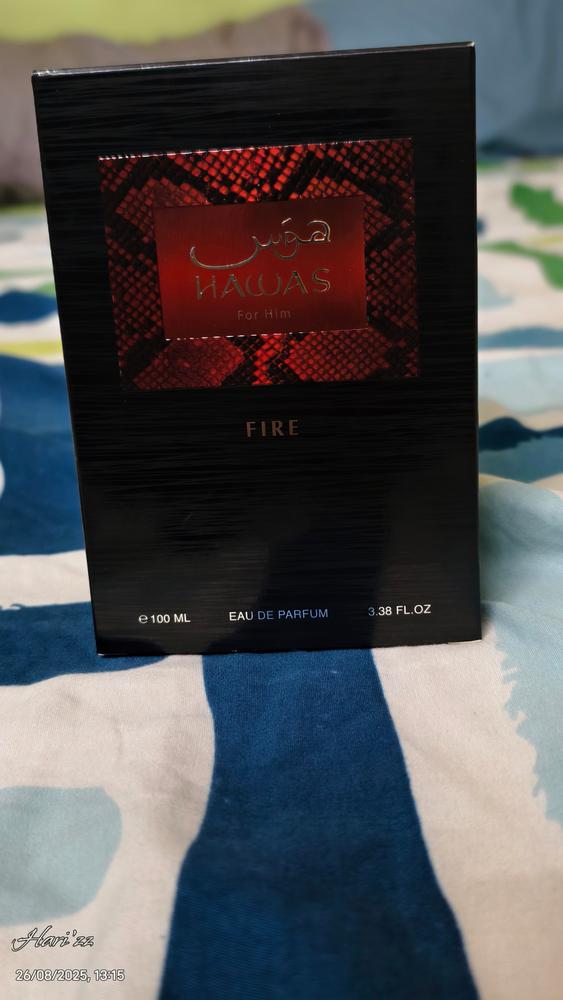 هوس
HAWAS
For Him
FIRE
℮100 ML EAU DE PARFUM 3.38 FL.OZ
Hari'zz
26/08/2025, 13:15